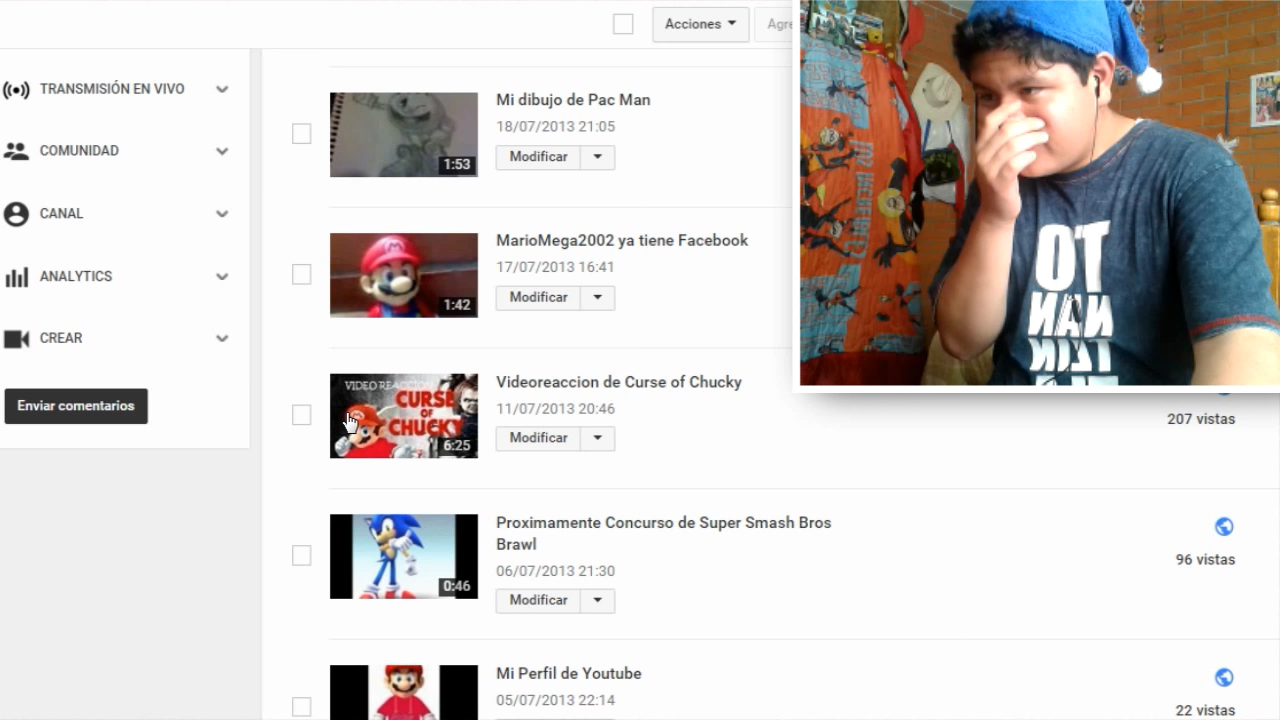 Acciones
Agre
TRANSMISIÓN EN VIVO
COMUNIDAD
CANAL
ANALYTICS
CREAR
Enviar comentarios
1:53
Mi dibujo de Pac Man
18/07/2013 21:05
Modificar
1:42
MarioMega2002 ya tiene Facebook
17/07/2013 16:41
Modificar
VIDEO REACCION
CURSE
OF
CHUCKY
6:25
Videoreaccion de Curse of Chucky
11/07/2013 20:46
Modificar
207 vistas
0:46
Proximamente Concurso de Super Smash Bros
Brawl
06/07/2013 21:30
Modificar
96 vistas
Mi Perfil de Youtube
05/07/2013 22:14
22 vistas